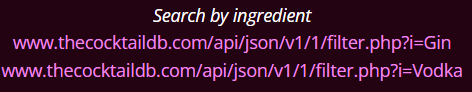 Search by ingredient
www.thecocktaildb.com/api/json/v1/1/filter.php?i=Gin
www.thecocktaildb.com/api/json/v1/1/filter.php?i=Vodka